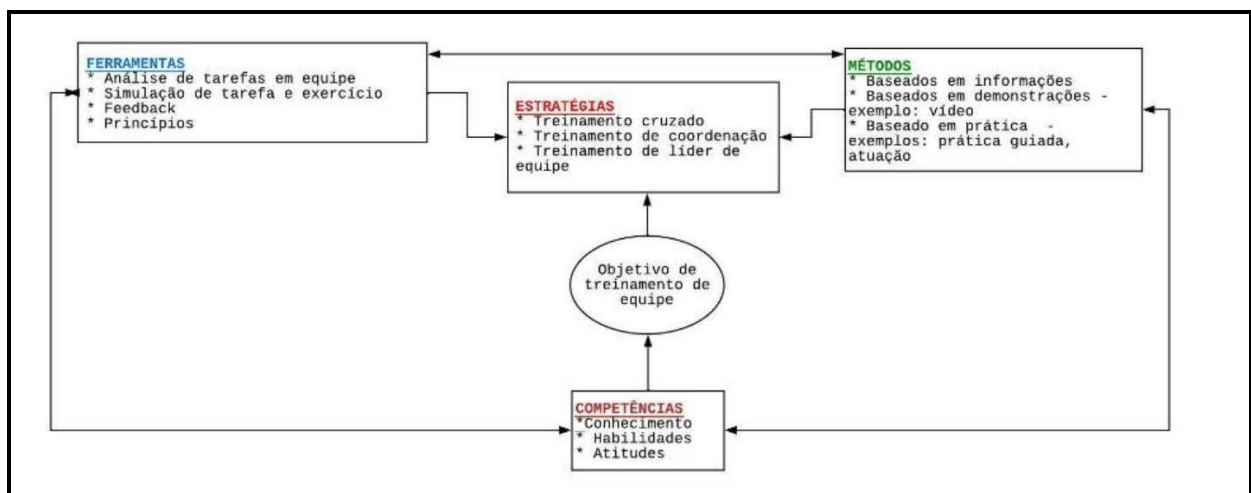 FERRAMENTAS
* Análise de tarefas em equipe
* Simulação de tarefa e exercício
* Feedback
* Princípios
ESTRATÉGIAS
* Treinamento cruzado
* Treinamento de coordenação
* Treinamento de líder de
equipe
MÉTODOS
* Baseados em informações
* Baseados em demonstrações -
exemplo: vídeo
* Baseado em prática -
exemplos: prática guiada,
atuação
Objetivo de
treinamento de
equipe
COMPETÊNCIAS
*Conhecimento
* Habilidades
* Atitudes